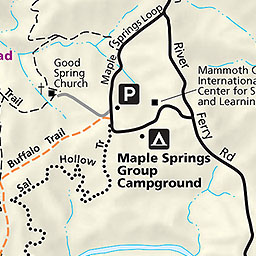 Maple Springs Loop
ad
Good
Spring
Church
P
River
Ferry
Rd
Mammoth C
International
Center for S
and Learnin
Trail
Buffalo Trail
Sal Hollow Tr
Maple Springs
Group
Campground